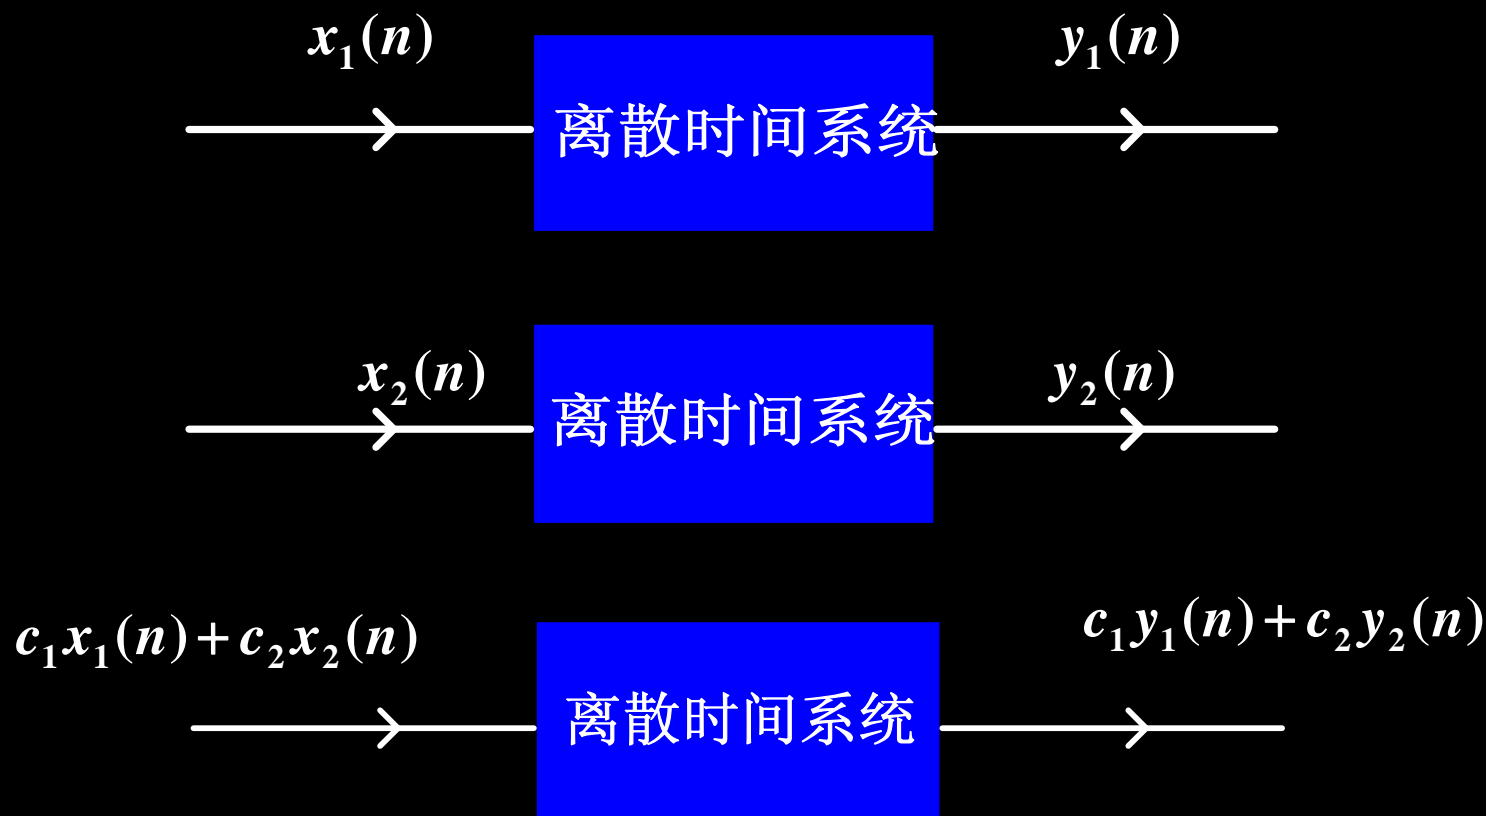 x₁(n) 离散时间系统 y₁(n)
x₂(n) 离散时间系统 y₂(n)
c₁x₁(n)+c₂x₂(n) 离散时间系统 c₁y₁(n)+c₂y₂(n)